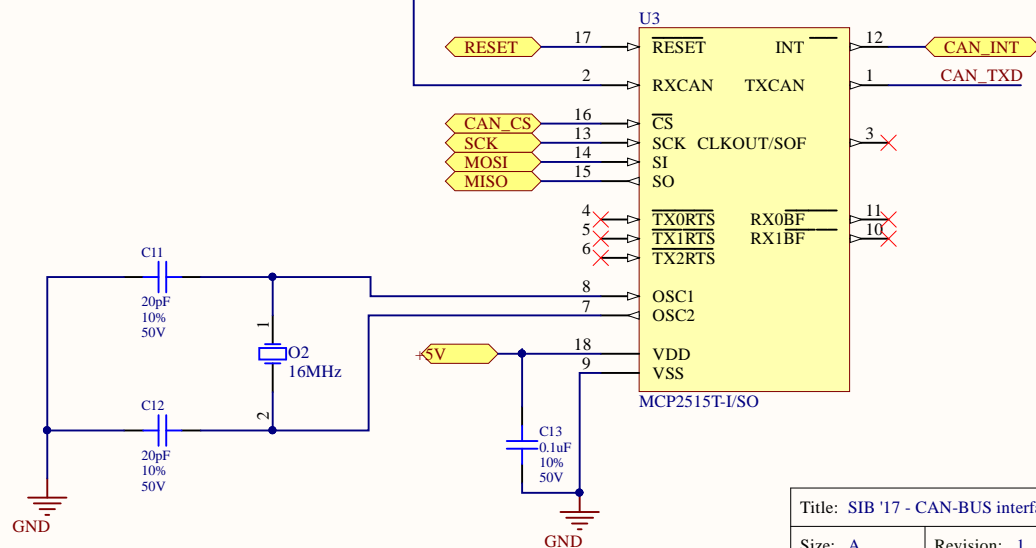 U3
RESET 17 RESET INT 12 CAN_INT
2 RXCAN TXCAN 1 CAN_TXD
CAN_CS 16 CS
SCK 13 SCK CLKOUT/SOF 3
MOSI 14 SI
MISO 15 SO
4 TX0RTS RX0BF 11
5 TX1RTS RX1BF 10
6 TX2RTS
C11
20pF
10%
50V
8 OSC1
7 OSC2
1
O2
16MHz
2
+5V 18 VDD
9 VSS
MCP2515T-I/SO
C12
20pF
10%
50V
C13
0.1uF
10%
50V
GND
GND
Title: SIB '17 - CAN-BUS interfa
Size: A Revision: 1